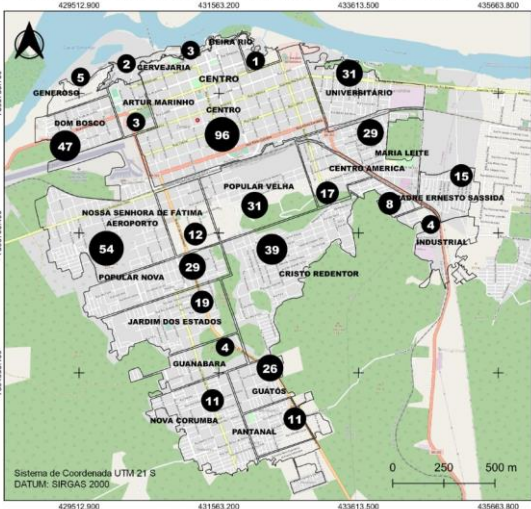 429512.900 431563.200 433613.500 435663.800
3
BEIRA RIO
2
1
CERVEJARIA
5
CENTRO
31
GENEROSO
ARTUR MARINHO
UNIVERSITÁRIO
CENTRO
DOM BOSCO
3
96
29
47
MARIA LEITE
CENTRO AMERICA
15
POPULAR VELHA
17
ADRE ERNESTO SASSIDA
NOSSA SENHORA DE FÁTIMA
31
8
AEROPORTO
4
12
INDUSTRIAL
54
39
29
POPULAR NOVA
CRISTO REDENTOR
19
JARDIM DOS ESTADOS
4
GUANABARA
26
GUATÓS
11
NOVA CORUMBA
11
PANTANAL
Sistema de Coordenada UTM 21 S
DATUM: SIRGAS 2000
0 250 500 m
429512.900 431563.200 433613.500 435663.800